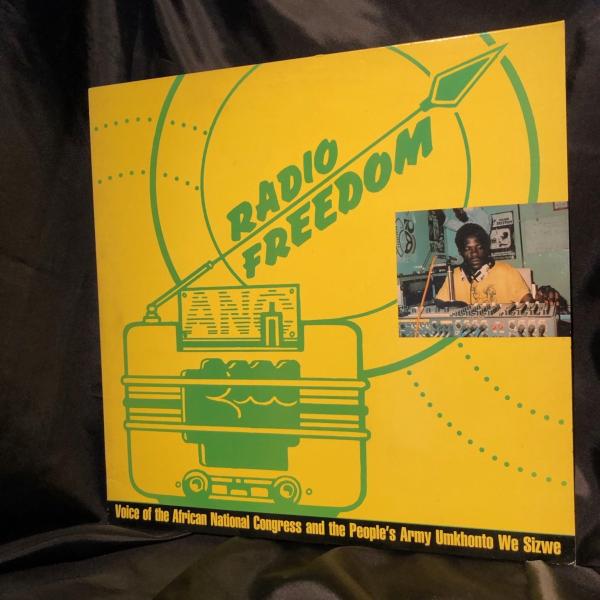 RADIO
FREEDOM
ANC
Voice of the African National Congress and the People's Army Umkhonto We Sizwe